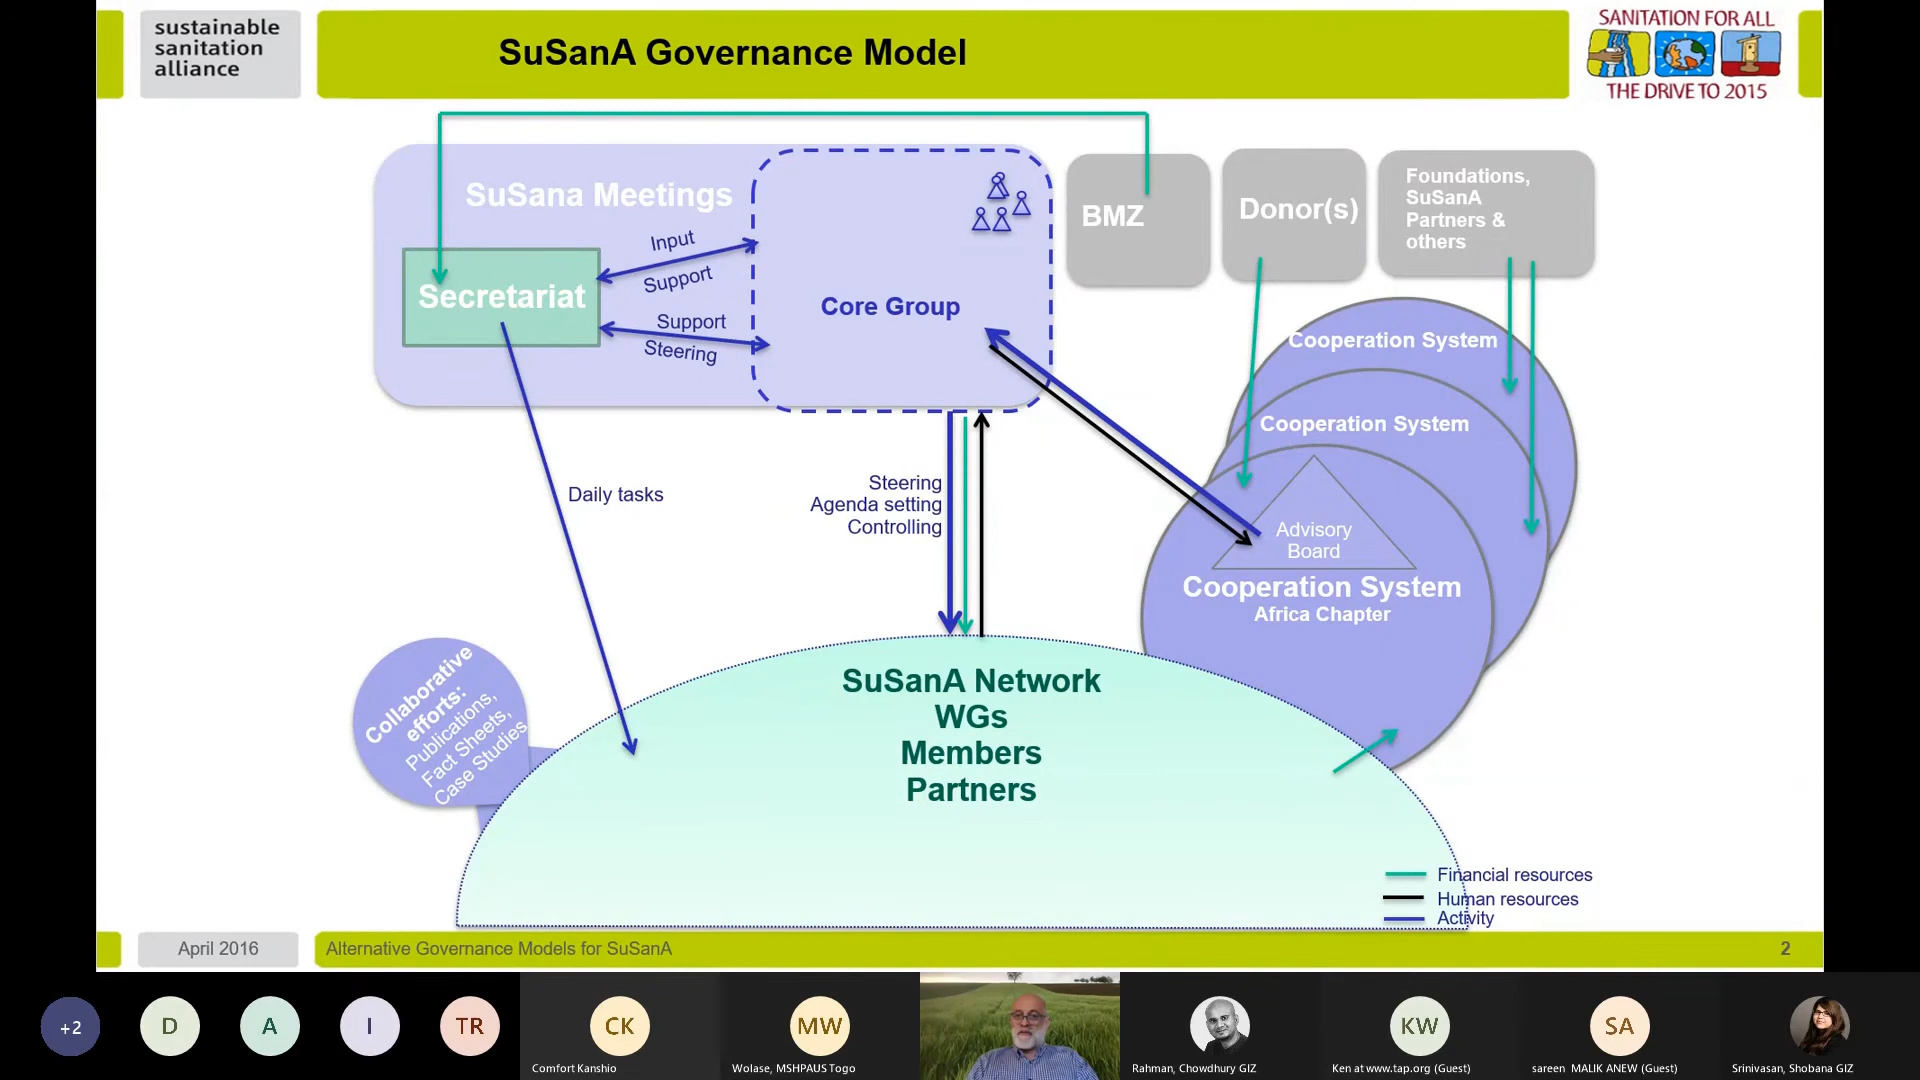 sustainable
sanitation
alliance
SuSanA Governance Model
SANITATION FOR ALL
THE DRIVE TO 2015
SuSana Meetings
Secretariat
Input
Support
Support
Steering
Core Group
BMZ
Donor(s)
Foundations,
SuSanA
Partners &
others
Cooperation System
Cooperation System
Advisory
Board
Cooperation System
Africa Chapter
Daily tasks
Steering
Agenda setting
Controlling
Collaborative
efforts:
Publications,
Fact Sheets,
Case Studies
SuSanA Network
WGs
Members
Partners
Financial resources
Human resources
Activity
April 2016
Alternative Governance Models for SuSanA
2
+2
D
A
I
TR
CK
Comfort Kanshio
MW
Wolase, MSHPAUS Togo
Rahman, Chowdhury GIZ
KW
Ken at www.tap.org (Guest)
SA
sareen MALIK ANEW (Guest)
Srinivasan, Shobana GIZ